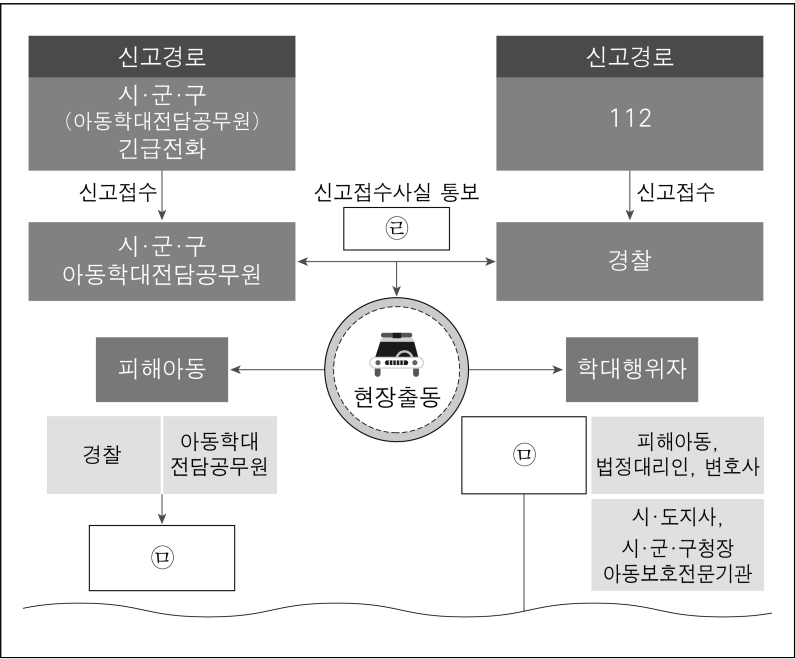 신고경로
시·군·구
(아동학대전담공무원)
긴급전화
신고경로
112
신고접수
신고접수사실 통보
신고접수
㉣
시·군·구
아동학대전담공무원
경찰
피해아동
현장출동
학대행위자
경찰
아동학대
전담공무원
㉤
피해아동,
법정대리인, 변호사
시·도지사,
시·군·구청장
아동보호전문기관
㉤